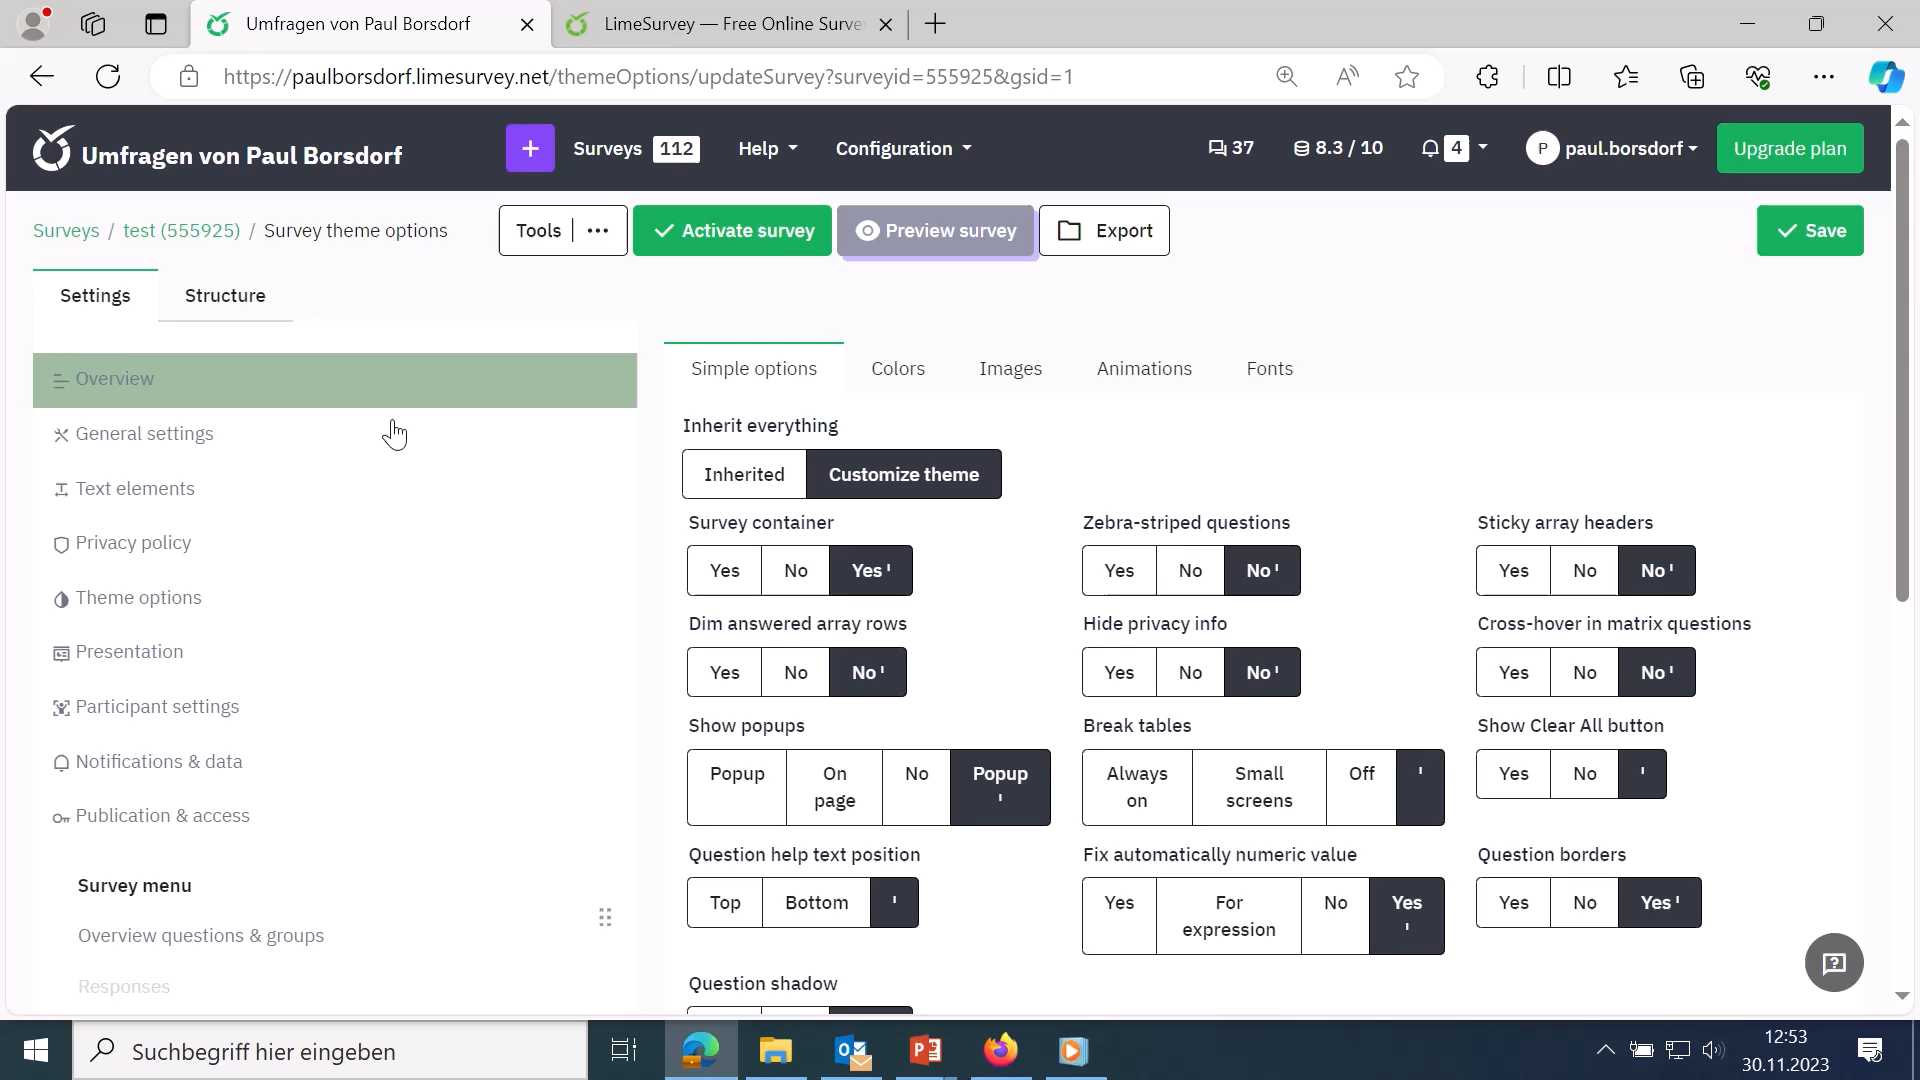 Umfragen von Paul Borsdorf
LimeSurvey — Free Online Surve
https://paulborsdorf.limesurvey.net/themeOptions/updateSurvey?surveyid=555925&gsid=1
Umfragen von Paul Borsdorf
+ Surveys 112 Help Configuration 37 8.3 / 10 4 P paul.borsdorf Upgrade plan
Surveys / test (555925) / Survey theme options Tools ... Activate survey Preview survey Export Save
Settings Structure
Overview
General settings
Text elements
Privacy policy
Theme options
Presentation
Participant settings
Notifications & data
Publication & access
Survey menu
Overview questions & groups
Responses
Simple options Colors Images Animations Fonts
Inherit everything
Inherited Customize theme
Survey container Zebra-striped questions Sticky array headers
Yes No Yes ' Yes No No ' Yes No No '
Dim answered array rows Hide privacy info Cross-hover in matrix questions
Yes No No ' Yes No No ' Yes No No '
Show popups Break tables Show Clear All button
Popup On page No Popup ' Always on Small screens Off ' Yes No '
Question help text position Fix automatically numeric value Question borders
Top Bottom ' Yes For expression No Yes ' Yes No Yes '
Question shadow
Suchbegriff hier eingeben
12:53
30.11.2023